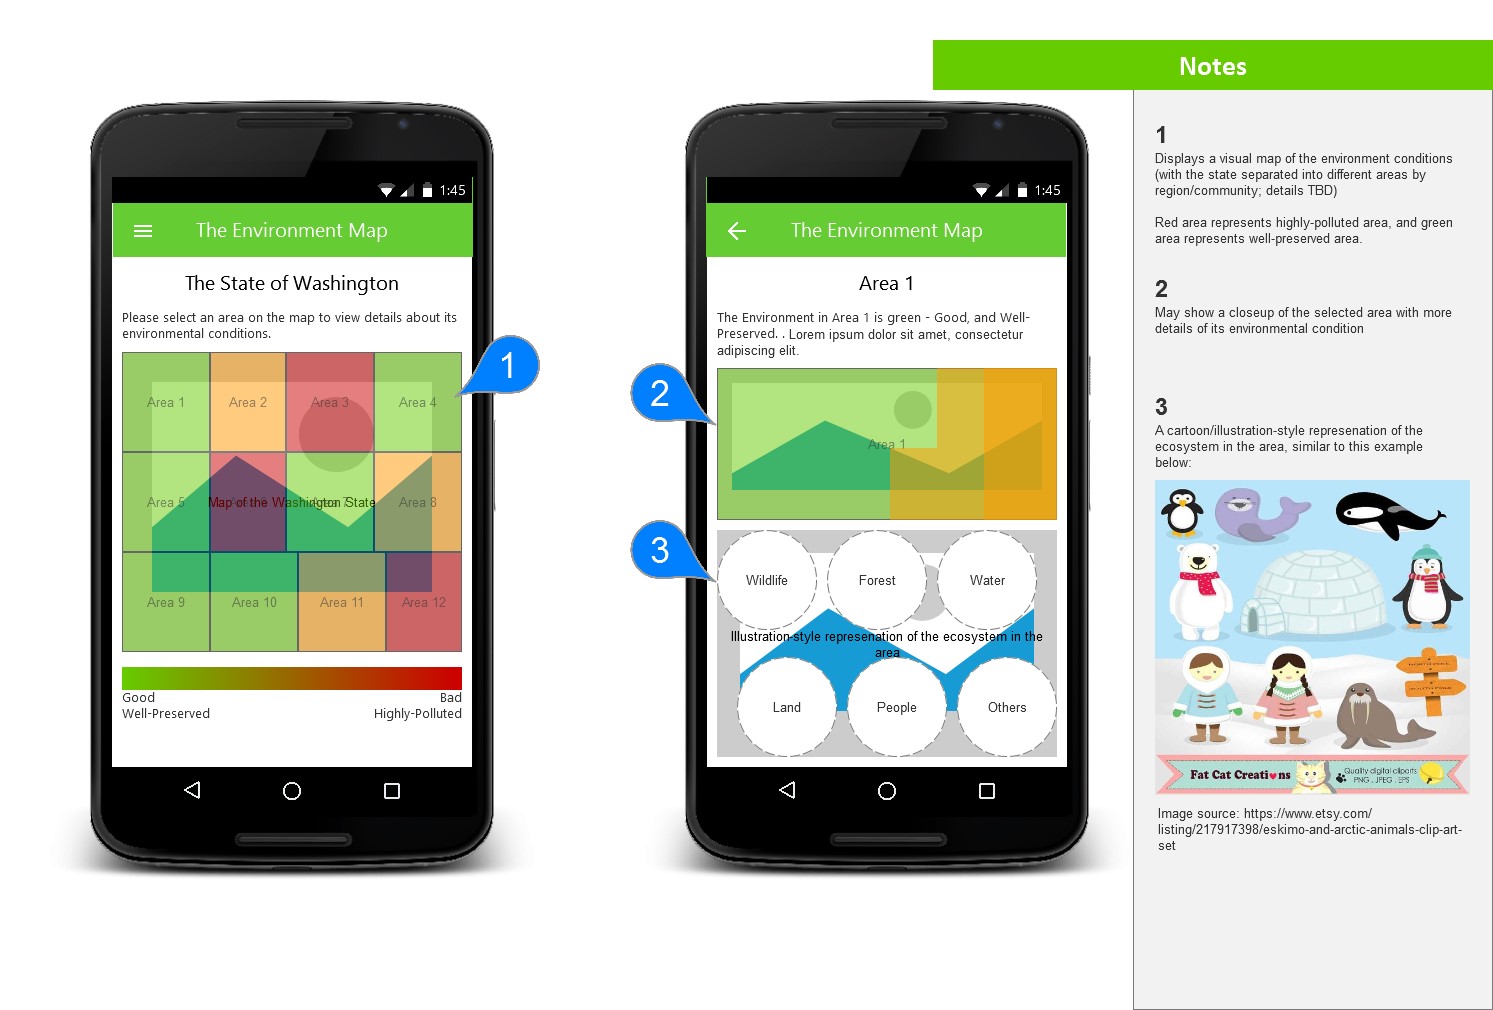 Notes
1:45
The Environment Map
The State of Washington
Please select an area on the map to view details about its
environmental conditions.
1
Area 1
Area 2
Area 3
Area 4
Area 5
Map of the Washington State
Area 7
Area 8
Area 9
Area 10
Area 11
Area 12
Good
Bad
Well-Preserved
Highly-Polluted
1:45
The Environment Map
Area 1
The Environment in Area 1 is green - Good, and Well-
Preserved. . Lorem ipsum dolor sit amet, consectetur
adipiscing elit.
2
Area 1
3
Wildlife
Forest
Water
Illustration-style represenation of the ecosystem in the
area
Land
People
Others
1
Displays a visual map of the environment conditions
(with the state separated into different areas by
region/community; details TBD)
Red area represents highly-polluted area, and green
area represents well-preserved area.
2
May show a closeup of the selected area with more
details of its environmental condition
3
A cartoon/illustration-style represenation of the
ecosystem in the area, similar to this example
below:
NORTH POLE
SOUTH POLE
Fat Cat Creations
Quality digital cliparts
PNG . JPEG . EPS
Image source: https://www.etsy.com/
listing/217917398/eskimo-and-arctic-animals-clip-art-
set